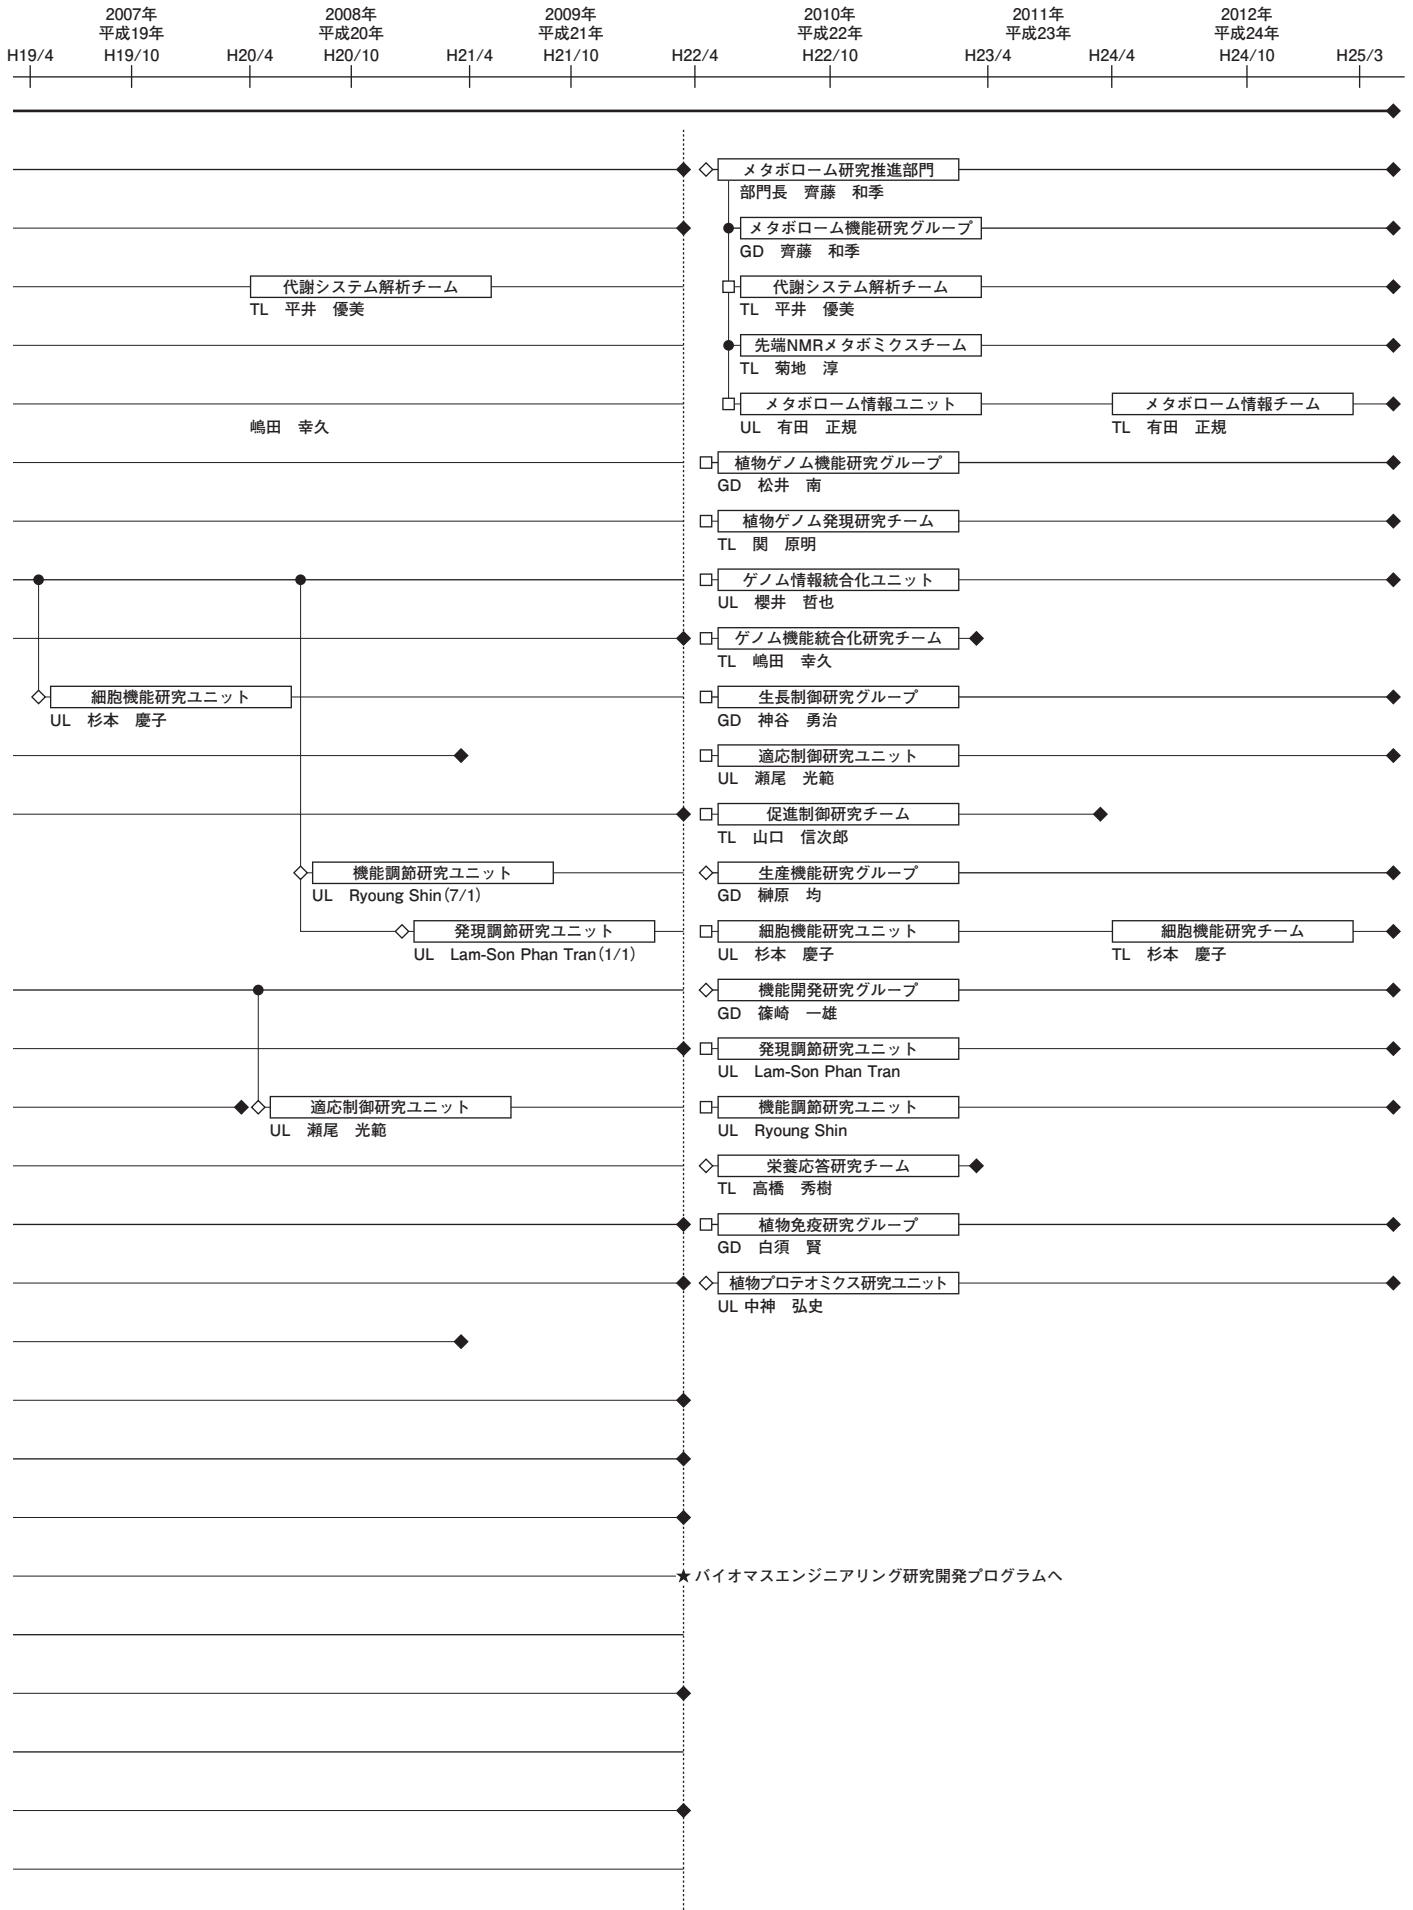 2007年 2008年 2009年 2010年 2011年 2012年
平成19年 平成20年 平成21年 平成22年 平成23年 平成24年
H19/4 H19/10 H20/4 H20/10 H21/4 H21/10 H22/4 H22/10 H23/4 H24/4 H24/10 H25/3
メタボローム研究推進部門
部門長 齊藤 和季
メタボローム機能研究グループ
GD 齊藤 和季
代謝システム解析チーム 代謝システム解析チーム
TL 平井 優美 TL 平井 優美
先端NMRメタボミクスチーム
TL 菊地 淳
メタボローム情報ユニット メタボローム情報チーム
嶋田 幸久 UL 有田 正規 TL 有田 正規
植物ゲノム機能研究グループ
GD 松井 南
植物ゲノム発現研究チーム
TL 関 原明
ゲノム情報統合化ユニット
UL 櫻井 哲也
ゲノム機能統合化研究チーム
TL 嶋田 幸久
細胞機能研究ユニット 生長制御研究グループ
UL 杉本 慶子 GD 神谷 勇治
適応制御研究ユニット
UL 瀬尾 光範
促進制御研究チーム
TL 山口 信次郎
機能調節研究ユニット 生産機能研究グループ
UL Ryoung Shin(7/1) GD 榊原 均
発現調節研究ユニット 細胞機能研究ユニット 細胞機能研究チーム
UL Lam-Son Phan Tran(1/1) UL 杉本 慶子 TL 杉本 慶子
機能開発研究グループ
GD 篠崎 一雄
発現調節研究ユニット
UL Lam-Son Phan Tran
適応制御研究ユニット 機能調節研究ユニット
UL 瀬尾 光範 UL Ryoung Shin
栄養応答研究チーム
TL 高橋 秀樹
植物免疫研究グループ
GD 白須 賢
植物プロテオミクス研究ユニット
UL 中神 弘史
★バイオマスエンジニアリング研究開発プログラムへ